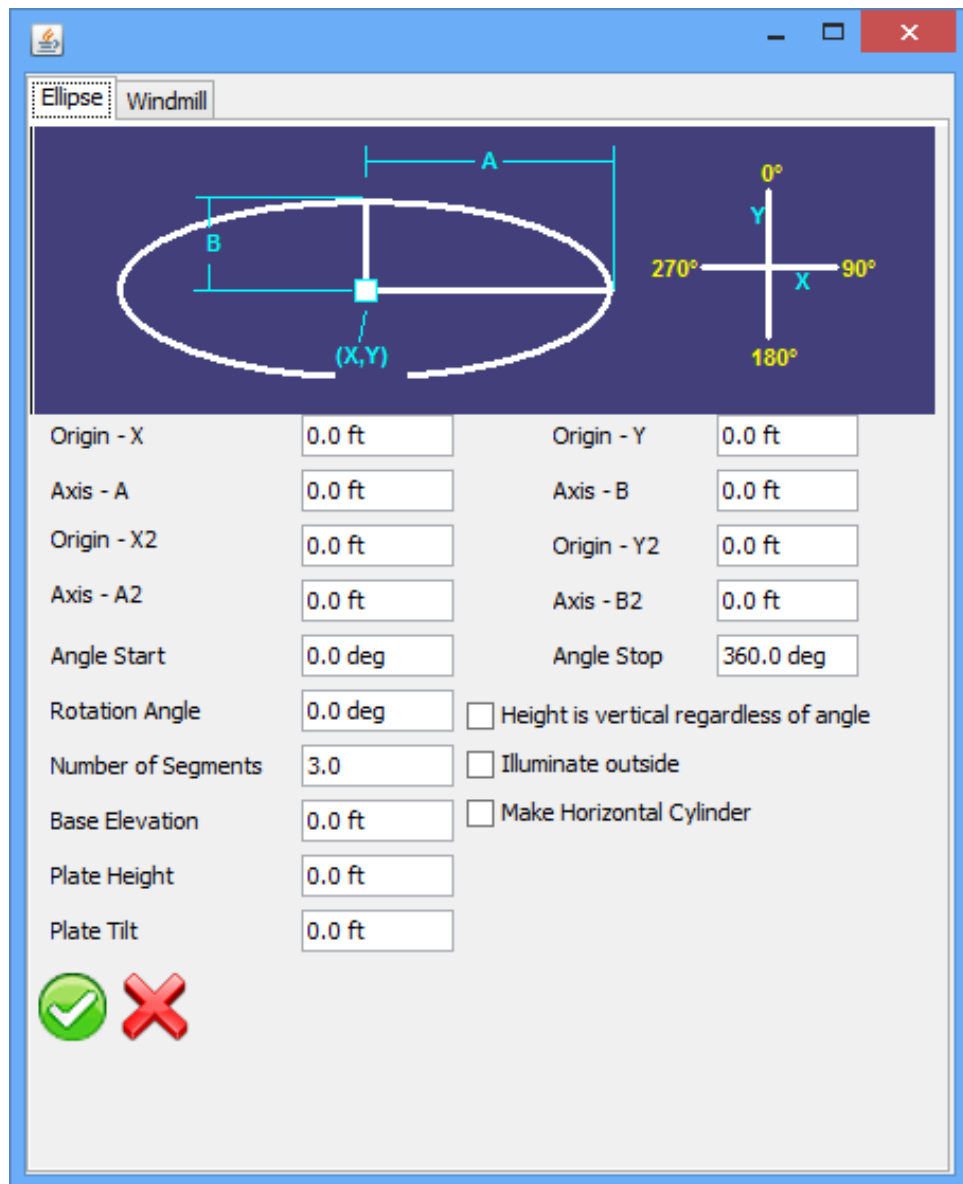 Ellipse Windmill
A
0°
Y
B
270° 90°
X
(X,Y)
180°
Origin - X 0.0 ft Origin - Y 0.0 ft
Axis - A 0.0 ft Axis - B 0.0 ft
Origin - X2 0.0 ft Origin - Y2 0.0 ft
Axis - A2 0.0 ft Axis - B2 0.0 ft
Angle Start 0.0 deg Angle Stop 360.0 deg
Rotation Angle 0.0 deg Height is vertical regardless of angle
Number of Segments 3.0 Illuminate outside
Base Elevation 0.0 ft Make Horizontal Cylinder
Plate Height 0.0 ft
Plate Tilt 0.0 ft